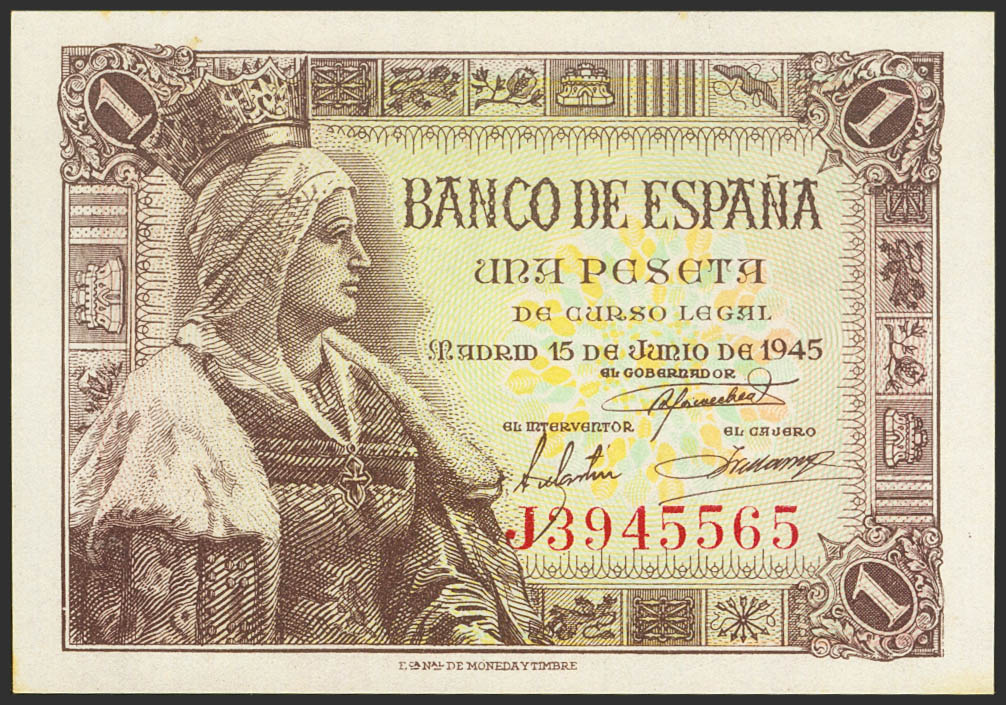 1 1
BANCO DE ESPAÑA
UNA PESETA
DE CURSO LEGAL
MADRID 15 DE JUNIO DE 1945
EL GOBERNADOR
EL INTERVENTOR EL CAJERO
J3945565
1
F. CA NAL DE MONEDA Y TIMBRE